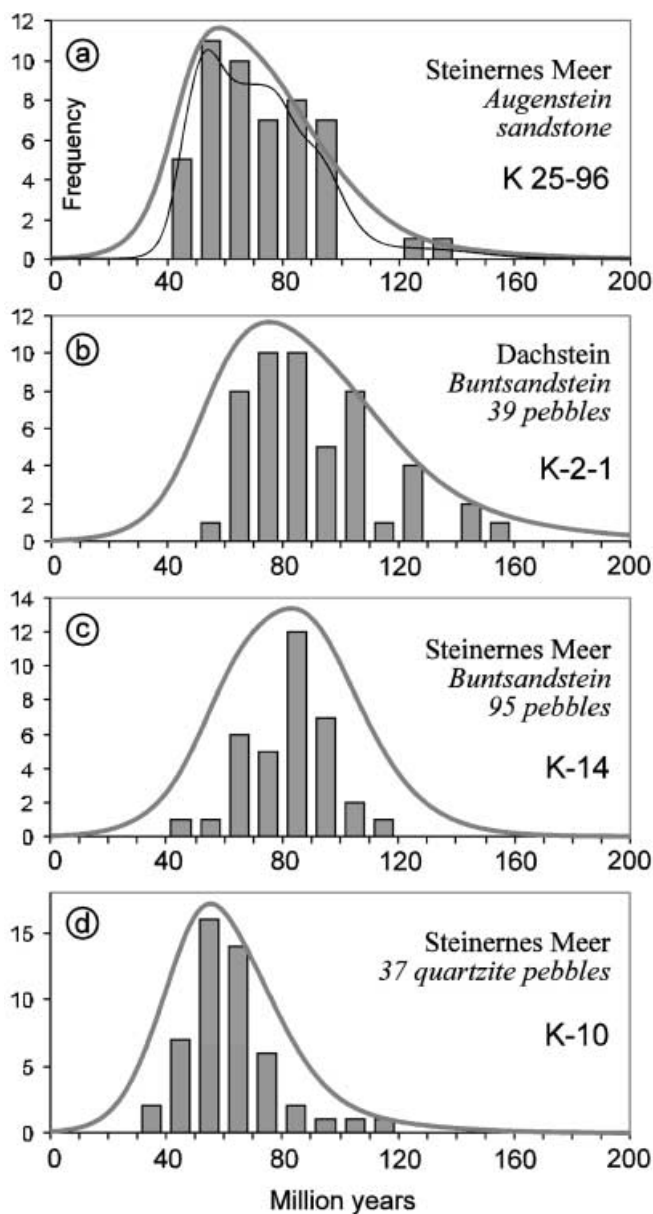 12
10
8
6
4
2
0
Frequency
a
Steinernes Meer
Augenstein
sandstone
K 25-96
0 40 80 120 160 200
12
10
8
6
4
2
0
b
Dachstein
Buntsandstein
39 pebbles
K-2-1
0 40 80 120 160 200
14
12
10
8
6
4
2
0
c
Steinernes Meer
Buntsandstein
95 pebbles
K-14
0 40 80 120 160 200
15
10
5
0
d
Steinernes Meer
37 quartzite pebbles
K-10
0 40 80 120 160 200
Million years